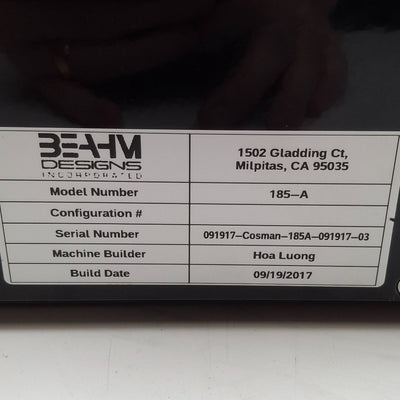 BEAHM
DESIGNS
INCORPORATED
1502 Gladding Ct,
Milpitas, CA 95035
Model Number 185-A
Configuration #
Serial Number 091917-Cosman-185A-091917-03
Machine Builder Hoa Luong
Build Date 09/19/2017